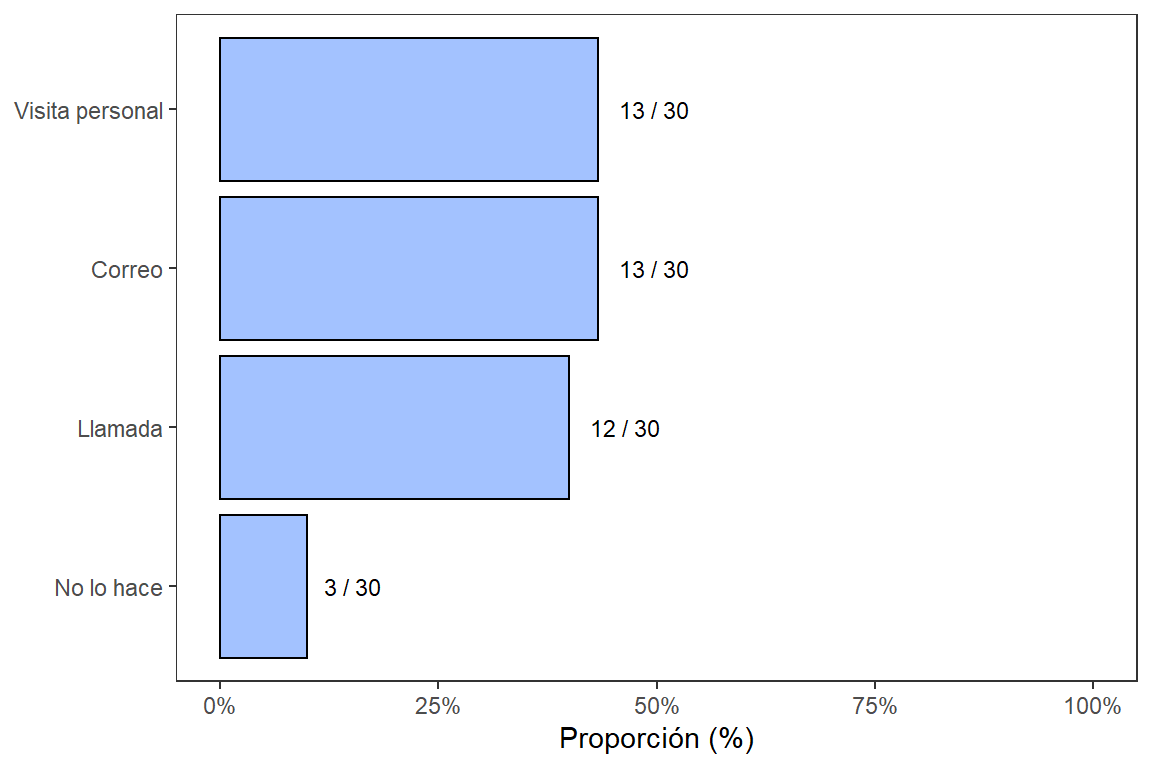 Visita personal
13 / 30
Correo
13 / 30
Llamada
12 / 30
No lo hace
3 / 30
0%
25%
50%
75%
100%
Proporción (%)